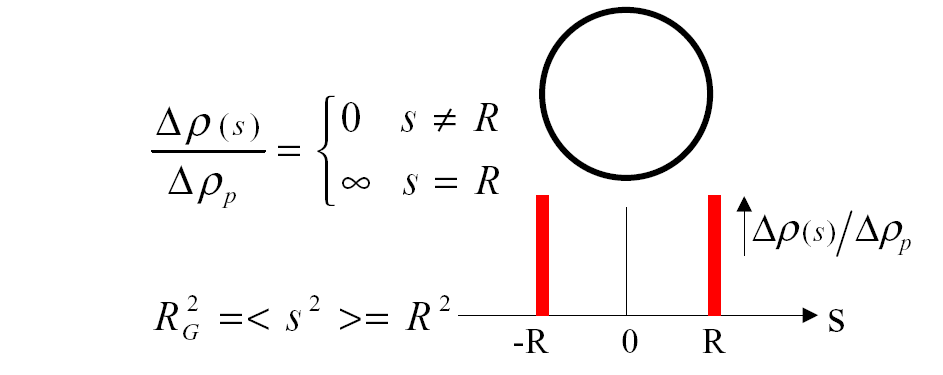 Δρ(s)/Δρ_p = { 0 s ≠ R
∞ s = R
Δρ(s)/Δρ_p
R_G^2 =< s^2 >= R^2
s
-R 0 R